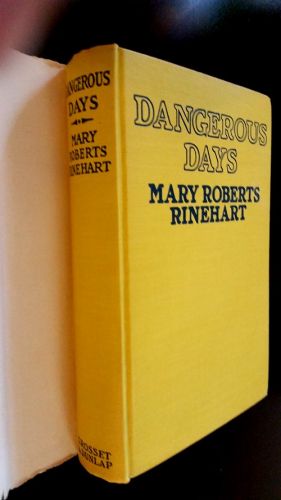 DANGEROUS
DAYS
MARY
ROBERTS
RINEHART
GROSSET
& DUNLAP
DANGEROUS
DAYS
MARY ROBERTS
RINEHART